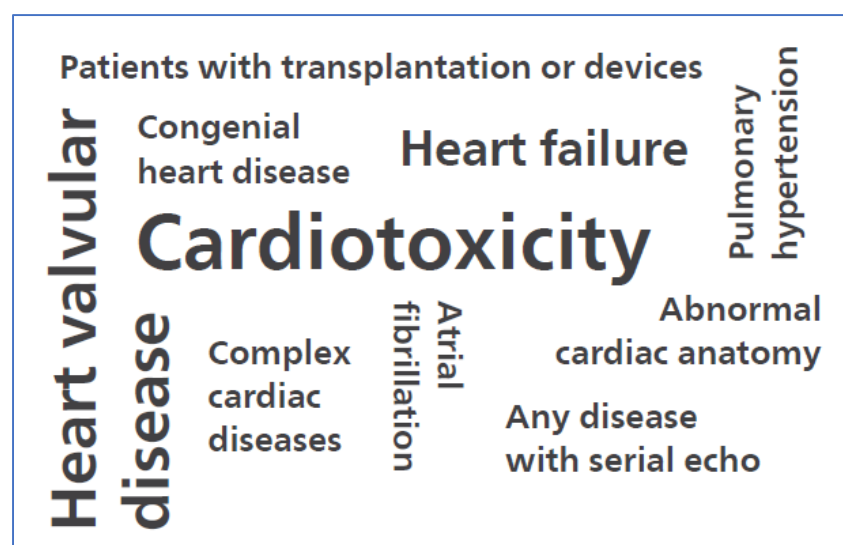 Patients with transplantation or devices
Pulmonary
hypertension
Congenial
heart disease
Heart failure
Heart valvular
disease
Cardiotoxicity
Atrial
fibrillation
Abnormal
cardiac anatomy
Complex
cardiac
diseases
Any disease
with serial echo